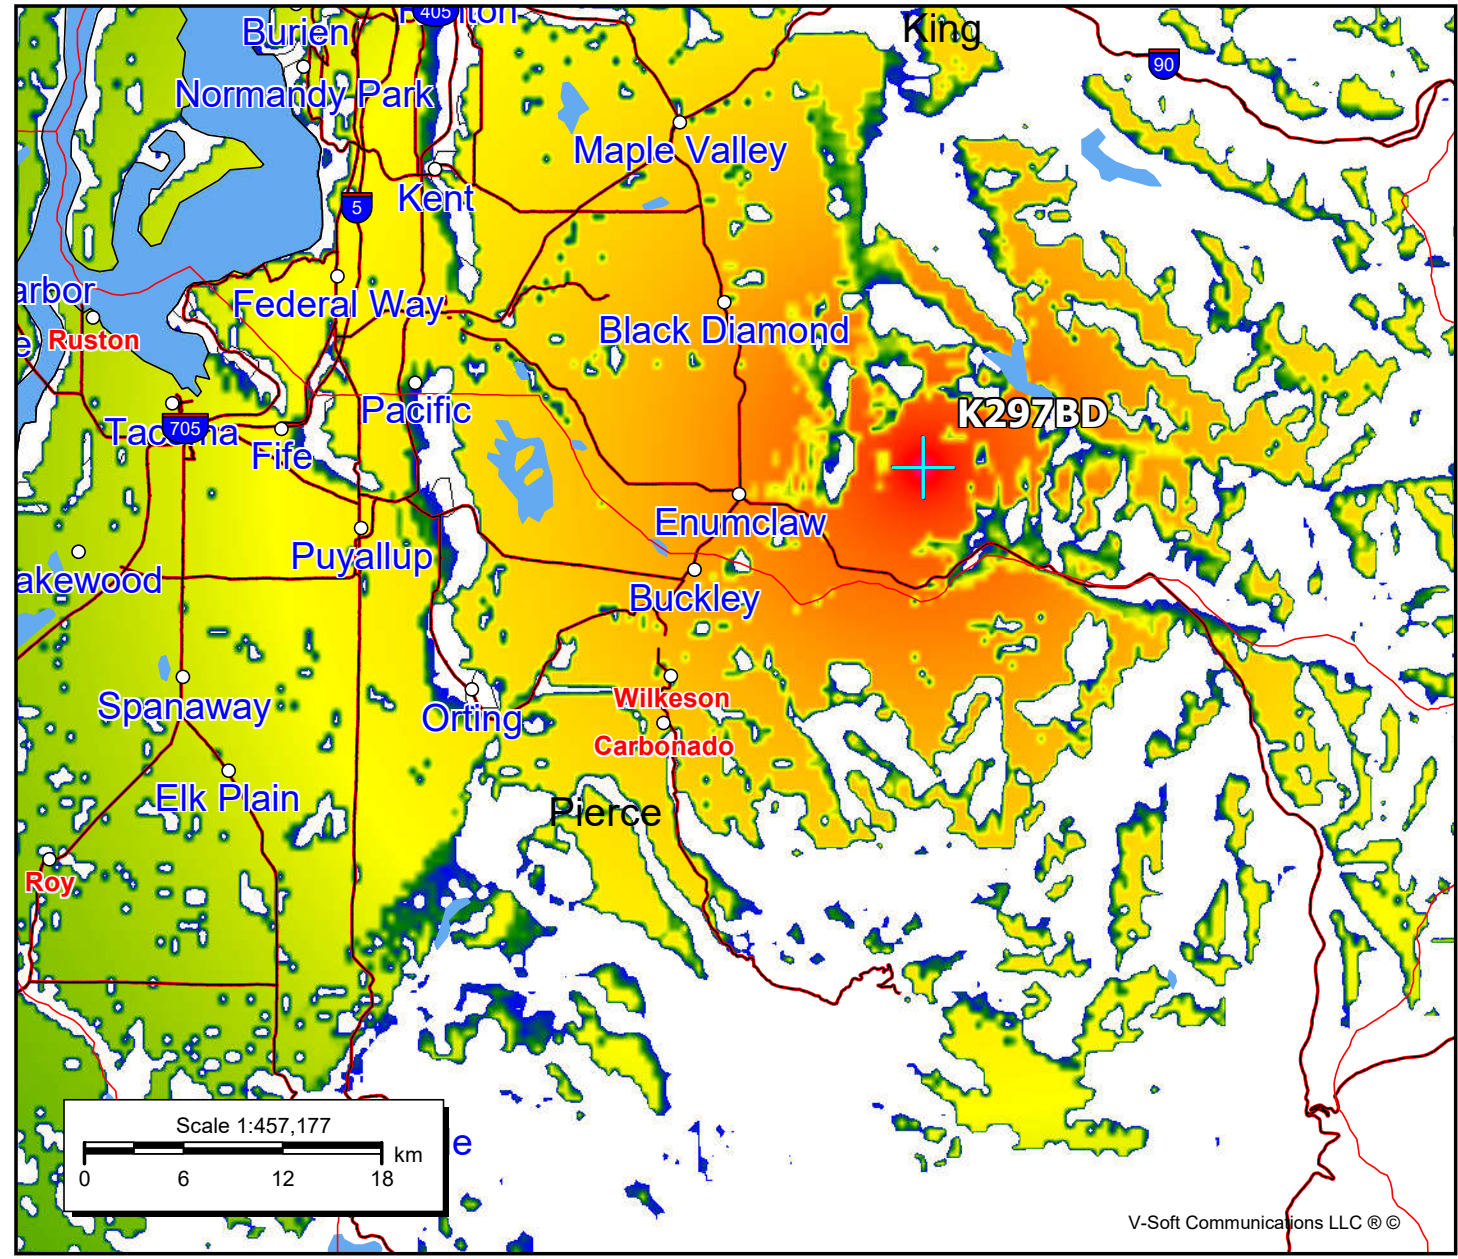 Burien
405
King
90
Normandy Park
Maple Valley
Kent
5
arbor
Federal Way
Ruston
Black Diamond
e
K297BD
Pacific
705
Fife
Enumclaw
Puyallup
akewood
Buckley
Wilkeson
Spanaway
Orting
Carbonado
Elk Plain
Pierce
Roy
Scale 1:457,177
km
0 6 12 18
e
V-Soft Communications LLC ® ©